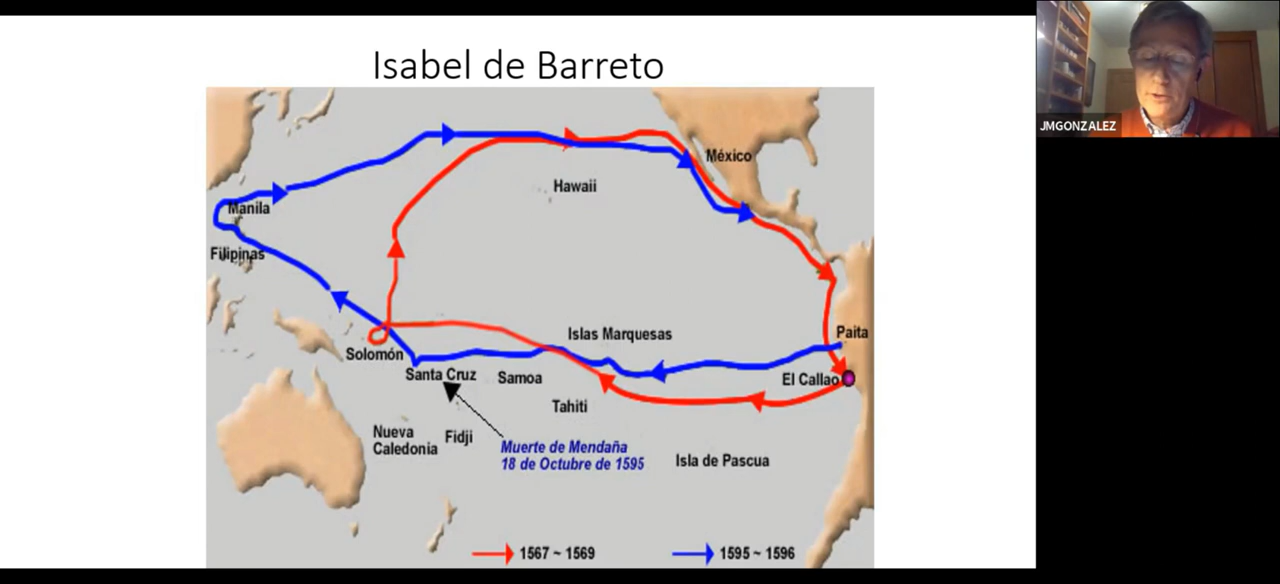 Isabel de Barreto
JMGONZALEZ
México
Hawaii
Manila
Filipinas
Islas Marquesas
Paita
Solomón
Santa Cruz
Samoa
El Callao
Tahiti
Nueva
Caledonia
Fidji
Muerte de Mendaña
18 de Octubre de 1595
Isla de Pascua
1567 ~ 1569
1595 ~ 1596